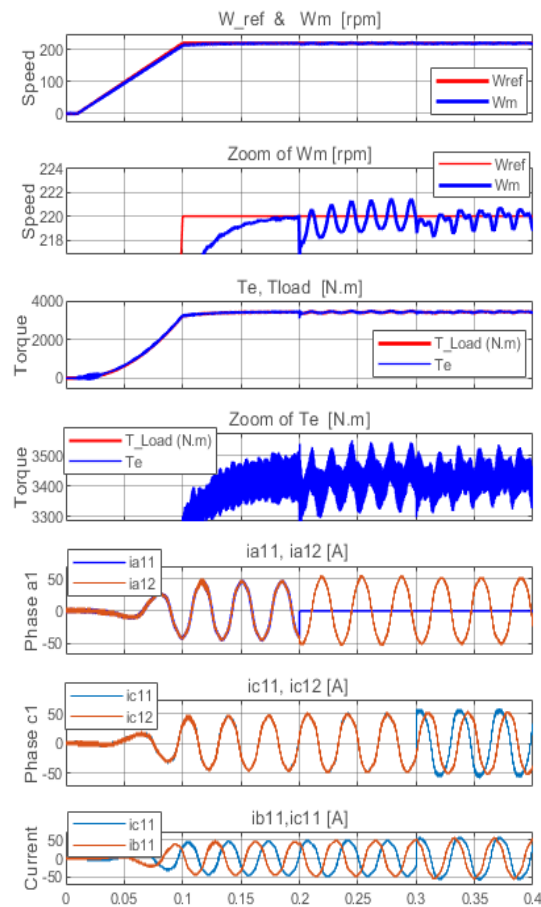 W_ref & Wm [rpm]
Speed
200
100
0
Wref
Wm
Zoom of Wm [rpm]
Speed
224
222
220
218
Wref
Wm
Te, Tload [N.m]
Torque
4000
2000
0
T_Load (N.m)
Te
Zoom of Te [N.m]
Torque
3500
3400
3300
T_Load (N.m)
Te
ia11, ia12 [A]
Phase a1
50
0
-50
ia11
ia12
ic11, ic12 [A]
Phase c1
50
0
-50
ic11
ic12
ib11,ic11 [A]
Current
50
0
-50
ic11
ib11
0 0.05 0.1 0.15 0.2 0.25 0.3 0.35 0.4